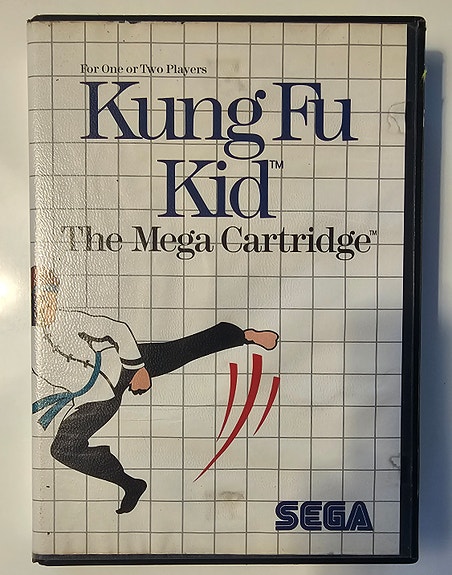 For One or Two Players
Kung Fu
Kid™
The Mega Cartridge™
SEGA